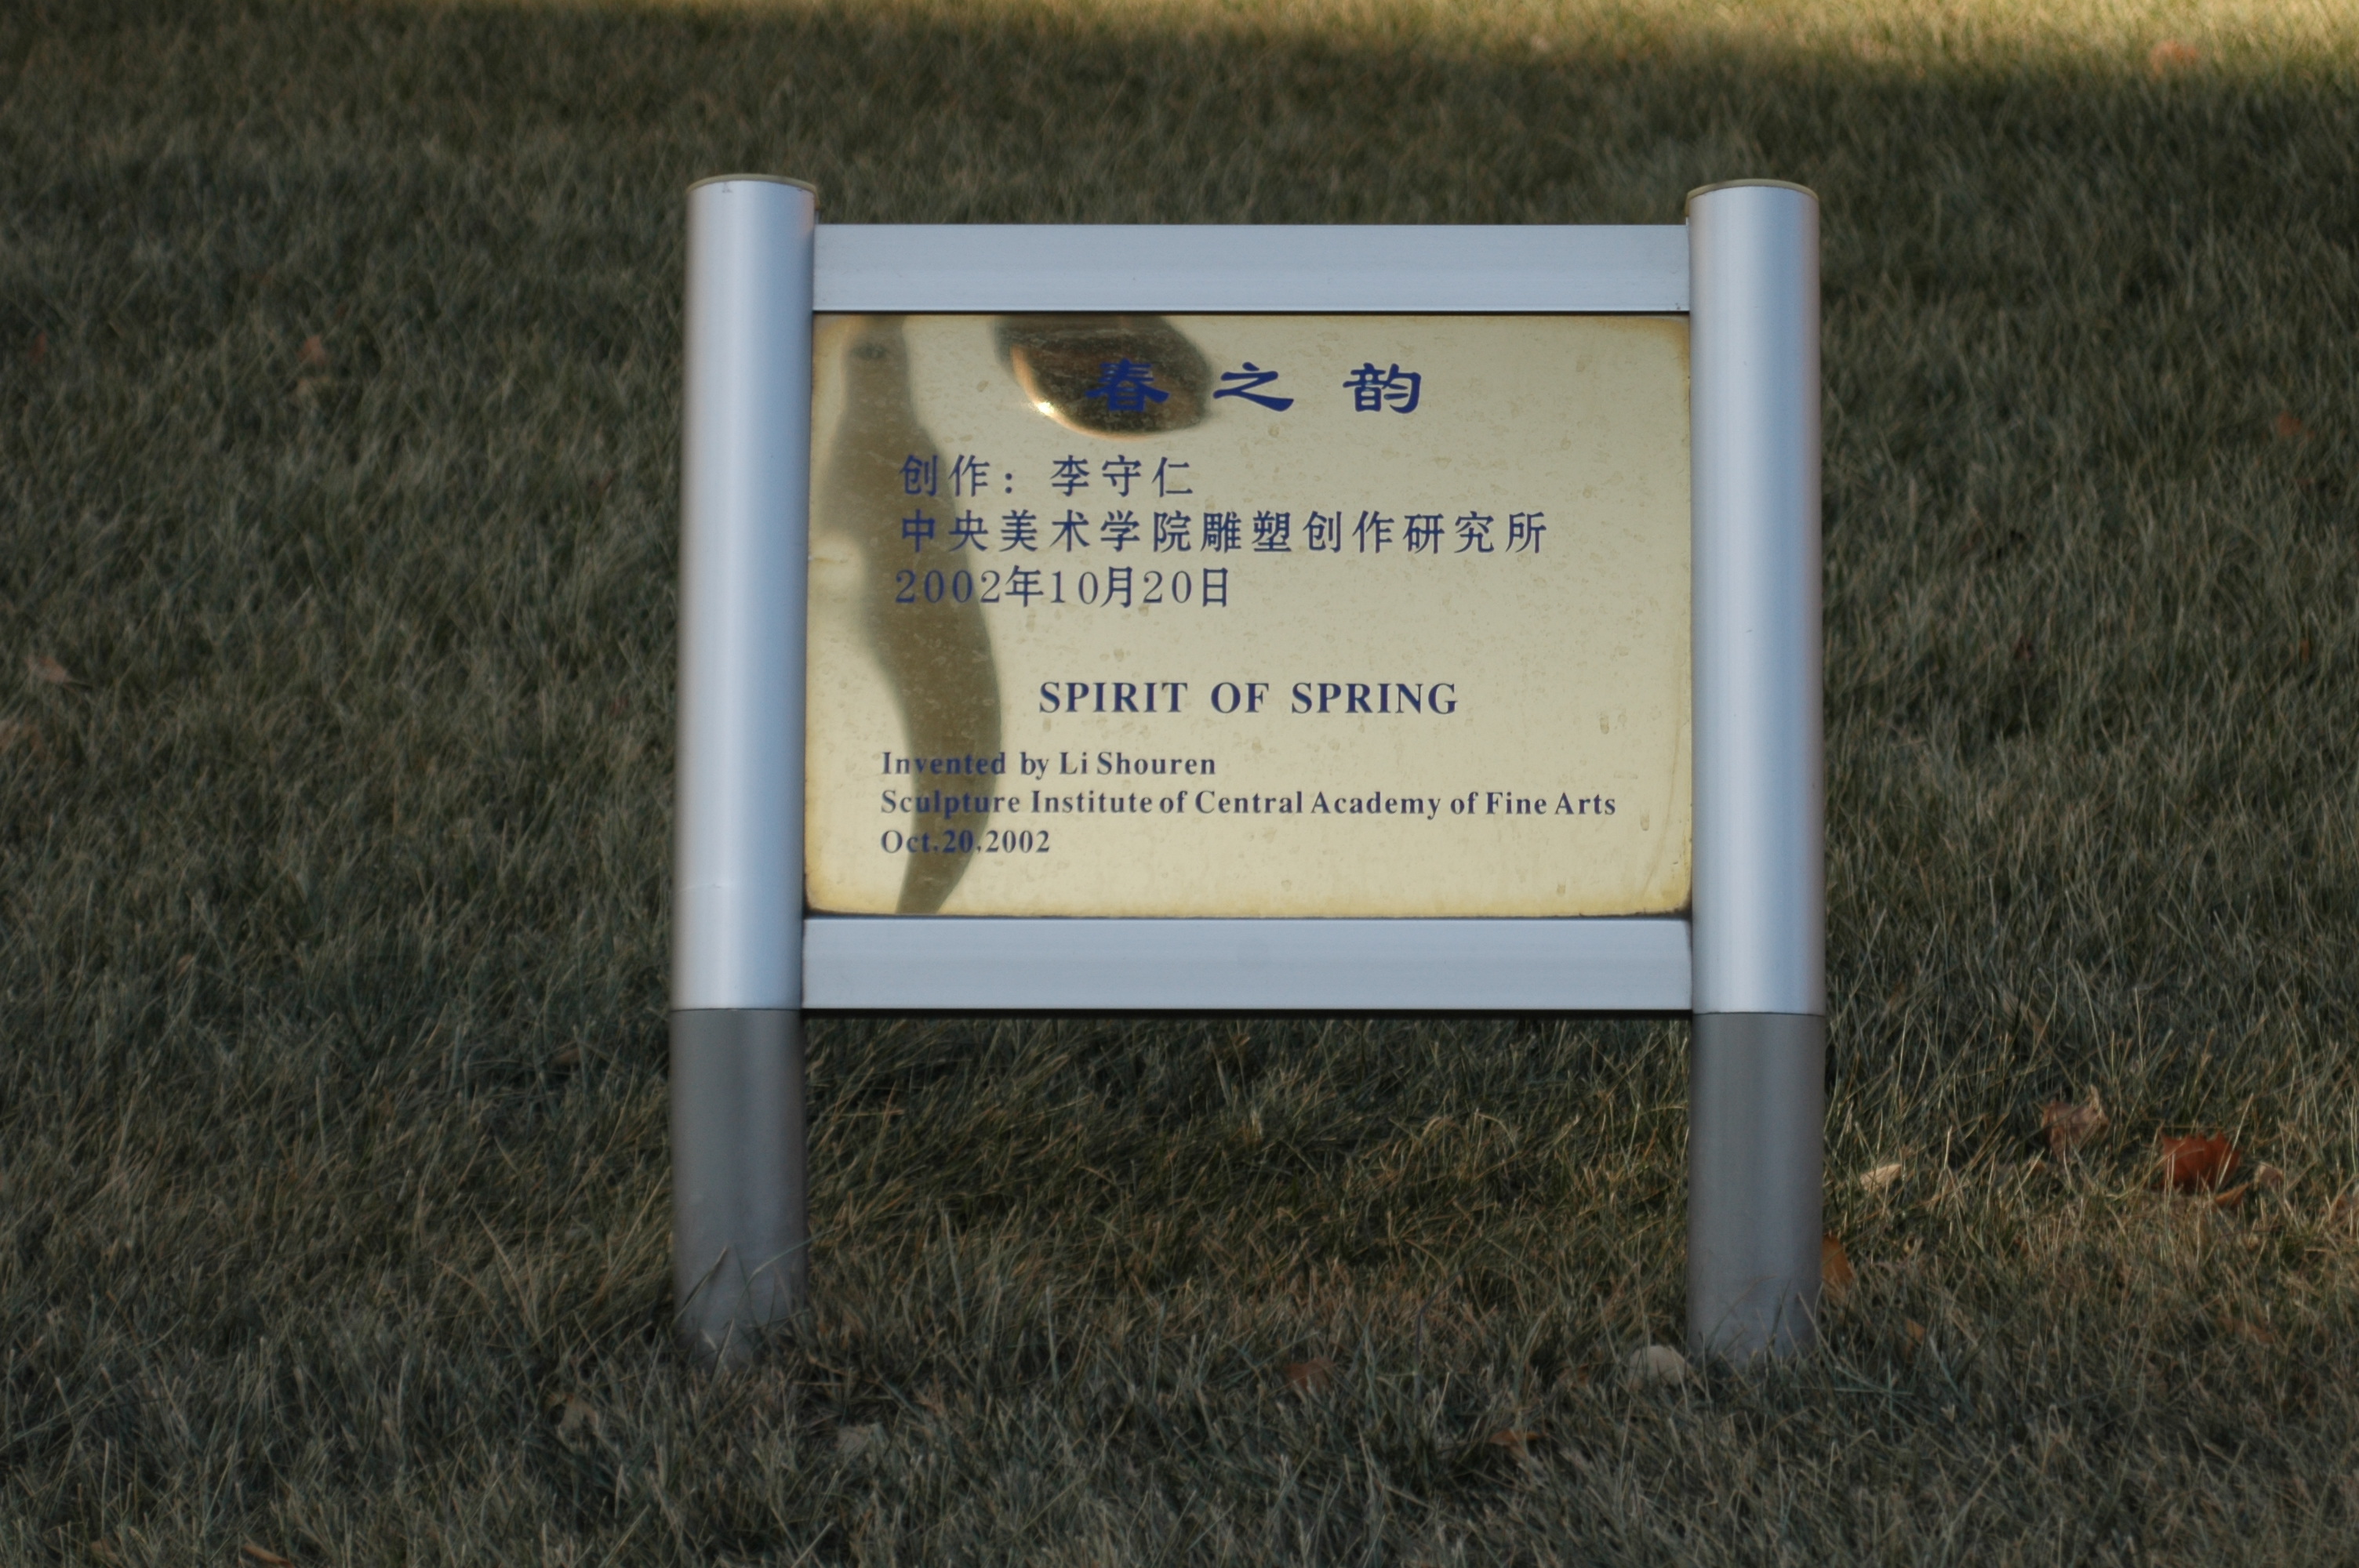 春之韵
创作：李守仁
中央美术学院雕塑创作研究所
2002年10月20日
SPIRIT OF SPRING
Invented by Li Shouren
Sculpture Institute of Central Academy of Fine Arts
Oct.20.2002